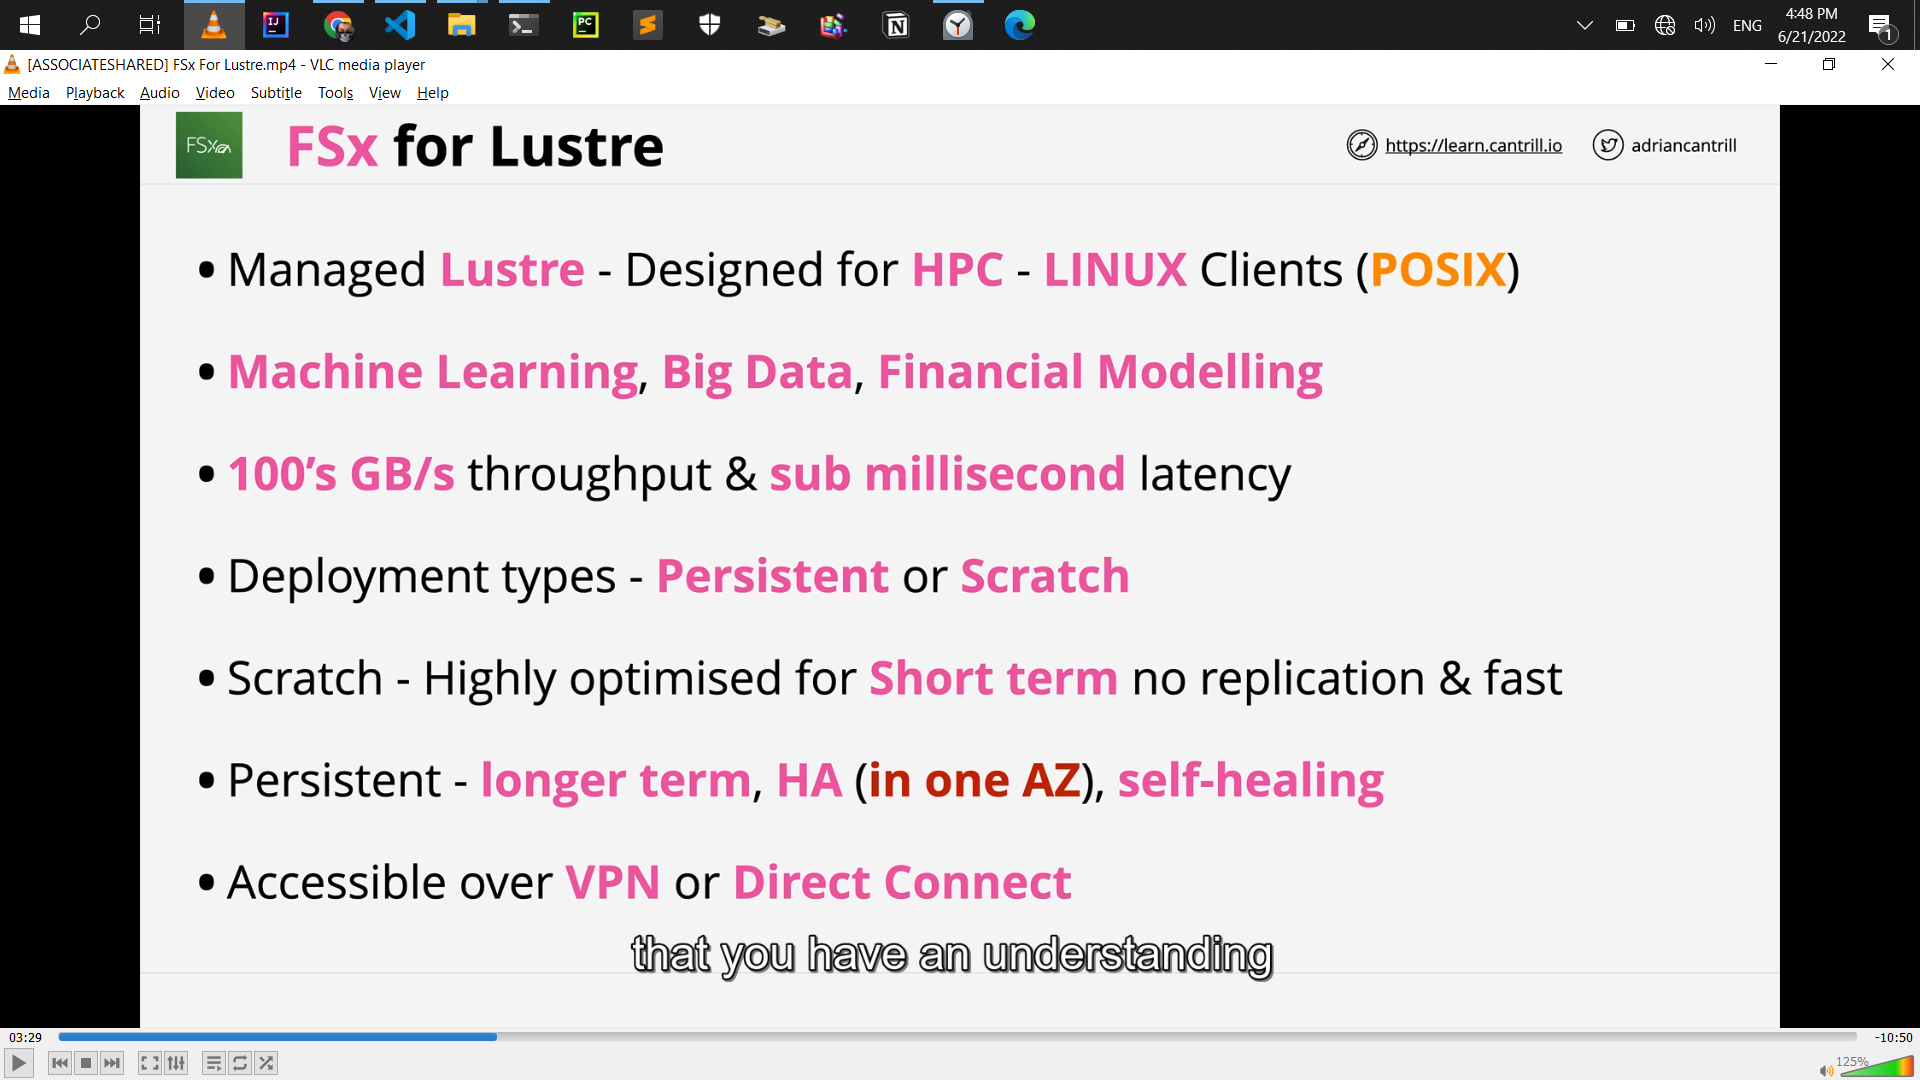 ENG
4:48 PM
6/21/2022
1
[ASSOCIATESHARED] FSx For Lustre.mp4 - VLC media player
Media Playback Audio Video Subtitle Tools View Help
FSx
FSx for Lustre
https://learn.cantrill.io
adriancantrill
• Managed Lustre - Designed for HPC - LINUX Clients (POSIX)
• Machine Learning, Big Data, Financial Modelling
• 100’s GB/s throughput & sub millisecond latency
• Deployment types - Persistent or Scratch
• Scratch - Highly optimised for Short term no replication & fast
• Persistent - longer term, HA (in one AZ), self-healing
• Accessible over VPN or Direct Connect
that you have an understanding
03:29
-10:50
125%